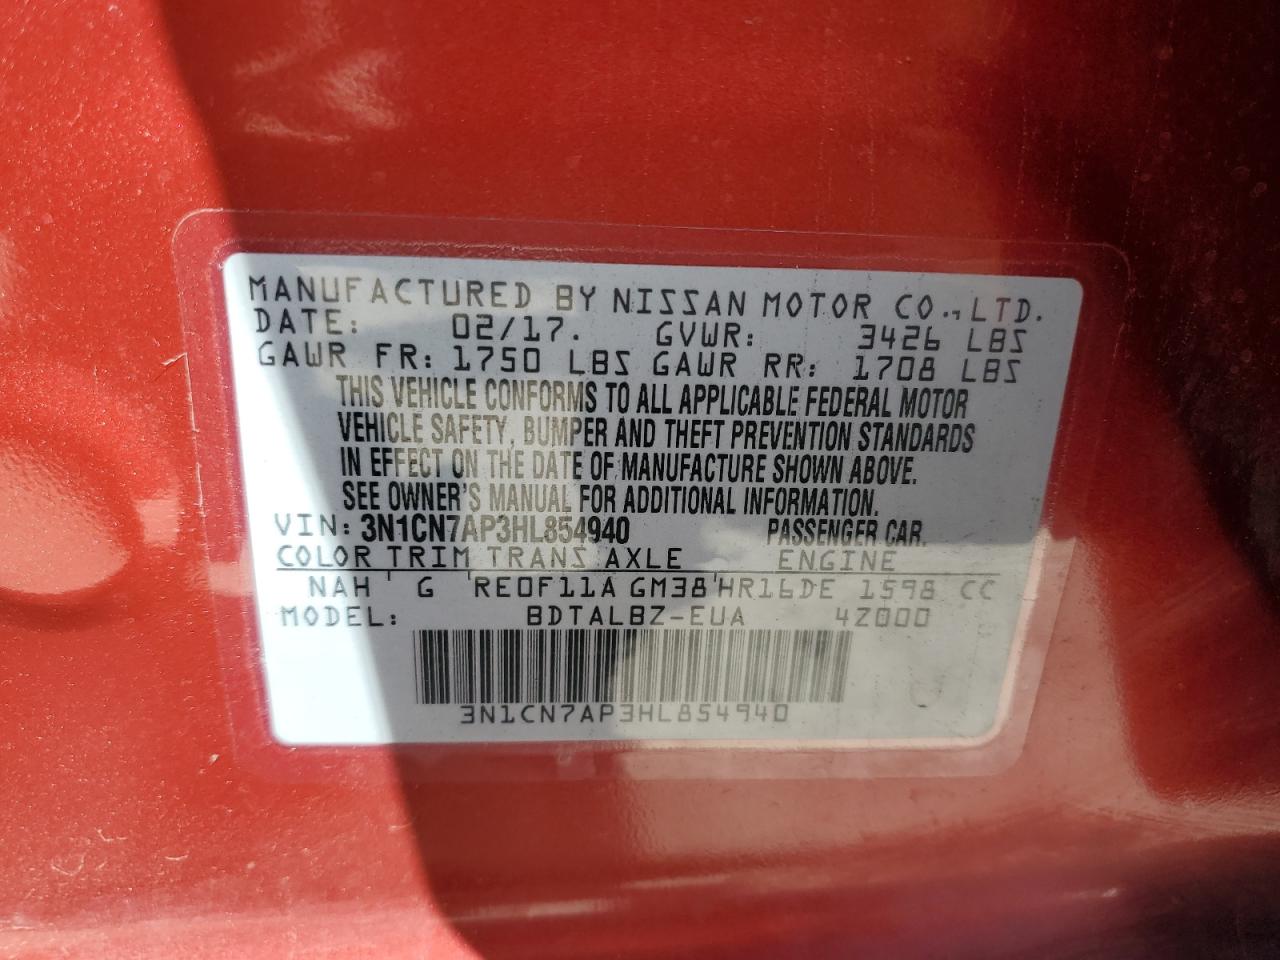 MANUFACTURED BY NISSAN MOTOR CO., LTD.
DATE: 02/17. GVWR: 3426 LBS
GAWR FR: 1750 LBS GAWR RR: 1708 LBS
THIS VEHICLE CONFORMS TO ALL APPLICABLE FEDERAL MOTOR
VEHICLE SAFETY, BUMPER AND THEFT PREVENTION STANDARDS
IN EFFECT ON THE DATE OF MANUFACTURE SHOWN ABOVE.
SEE OWNER'S MANUAL FOR ADDITIONAL INFORMATION.
VIN: 3N1CN7AP3HL854940 PASSENGER CAR.
COLOR TRIM TRANS AXLE ENGINE
NAH G RE0F11A GM38 HR16DE 1598 CC
MODEL: BDTALBZ-EUA 4Z000
3N1CN7AP3HL854940